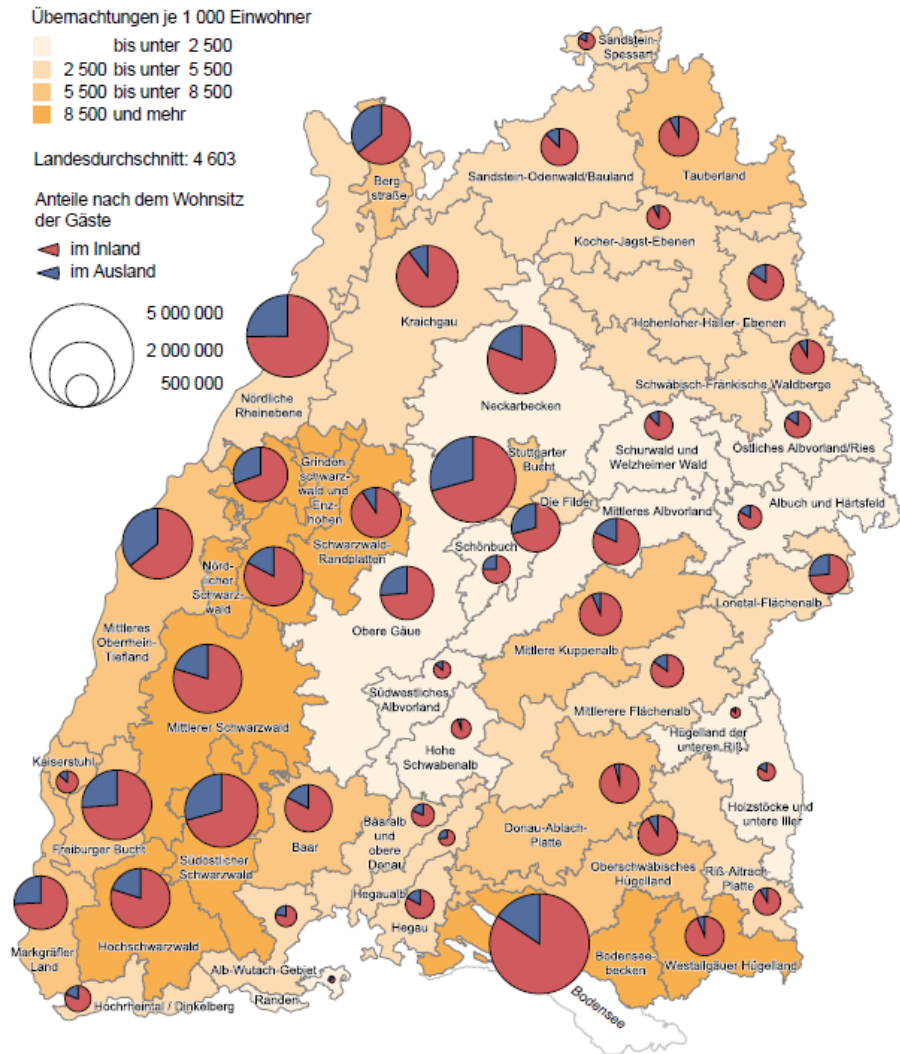 Übernachtungen je 1 000 Einwohner
bis unter 2 500
2 500 bis unter 5 500
5 500 bis unter 8 500
8 500 und mehr
Landesdurchschnitt: 4 603
Anteile nach dem Wohnsitz
der Gäste
im Inland
im Ausland
5 000 000
2 000 000
500 000
Sandstein-
Spessart
Berg
straße
Sandstein-Odenwald/Bauland
Tauberland
Kocher-Jagst-Ebenen
Kraichgau
Hohenloher-Haller- Ebenen
Nördliche
Rheinebene
Neckarbecken
Schwäbisch-Fränkische Waldberge
Schurwald und
Welzheimer Wald
Östliches Albvorland/Ries
Stuttgarter
Bucht
Grinden
schwarz-
wald und
Enz-
höhen
Die Filder
Mittleres Albvorland
Albuch und Härtsfeld
Schwarzwald-
Randplatten
Schönbuch
Nörd-
licher
Schwarz-
wald
Lonetal-Flächenalb
Obere Gäue
Mittleres
Oberrhein-
Tiefland
Mittlere Kuppenalb
Südwestliches
Albvorland
Mittlerere Flächenalb
Mittlerer Schwarzwald
Hügelland der
unteren Riß
Hohe
Schwabenalb
Kaiserstuhl
Holzstöcke und
untere Iller
Freiburger Bucht
Südöstlicher
Schwarzwald
Baar
Baaralb
und
obere
Donau
Donau-Ablach-
Platte
Oberschwäbisches
Hügelland
Riß-Aitrach
Platte
Hegaualb
Hegau
Markgräfler
Land
Hochschwarzwald
Bodensee-
becken
Westallgäuer Hügelland
Alb-Wutach-Gebiet
Randen
Hochrheintal / Dinkelberg
Bodensee